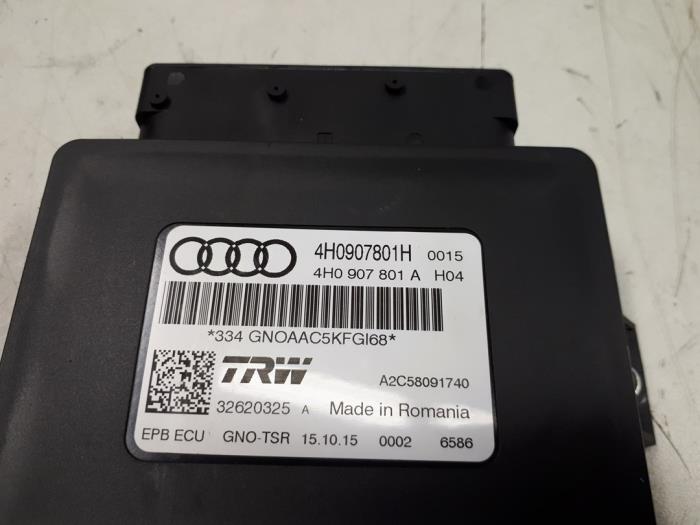 4H0907801H 0015
4H0 907 801 A H04
*334 GNOAAC5KFGI68*
TRW A2C58091740
32620325 A Made in Romania
EPB ECU GNO-TSR 15.10.15 0002 6586